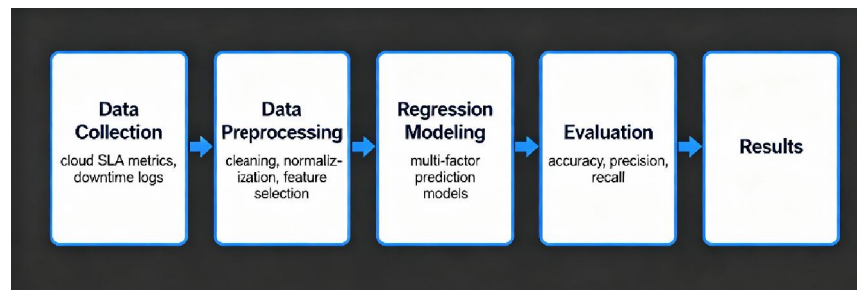 Data
Collection
cloud SLA metrics,
downtime logs
Data
Preprocessing
cleaning, normallz-
ization, feature
selection
Regression
Modeling
multi-factor
prediction
models
Evaluation
accuracy, precision,
recall
Results